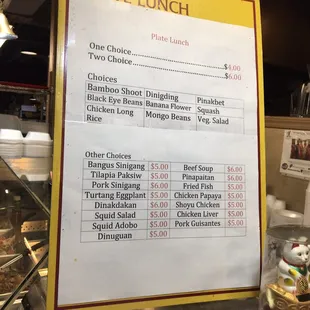 LUNCH
Plate Lunch
One Choice....................................$4.00
Two Choice....................................$6.00
Choices
Bamboo Shoot Dinigding Pinakbet
Black Eye Beans Banana Flower Squash
Chicken Long Rice Mongo Beans Veg. Salad
Other Choices
Bangus Sinigang $5.00 Beef Soup $6.00
Tilapia Paksiw $5.00 Pinapaitan $6.00
Pork Sinigang $6.00 Fried Fish $5.00
Turtang Eggplant $5.00 Chicken Papaya $5.00
Dinakdakan $6.00 Shoyu Chicken $5.00
Squid Salad $5.00 Chicken Liver $5.00
Squid Adobo $5.00 Pork Guisantes $5.00
Dinuguan $5.00